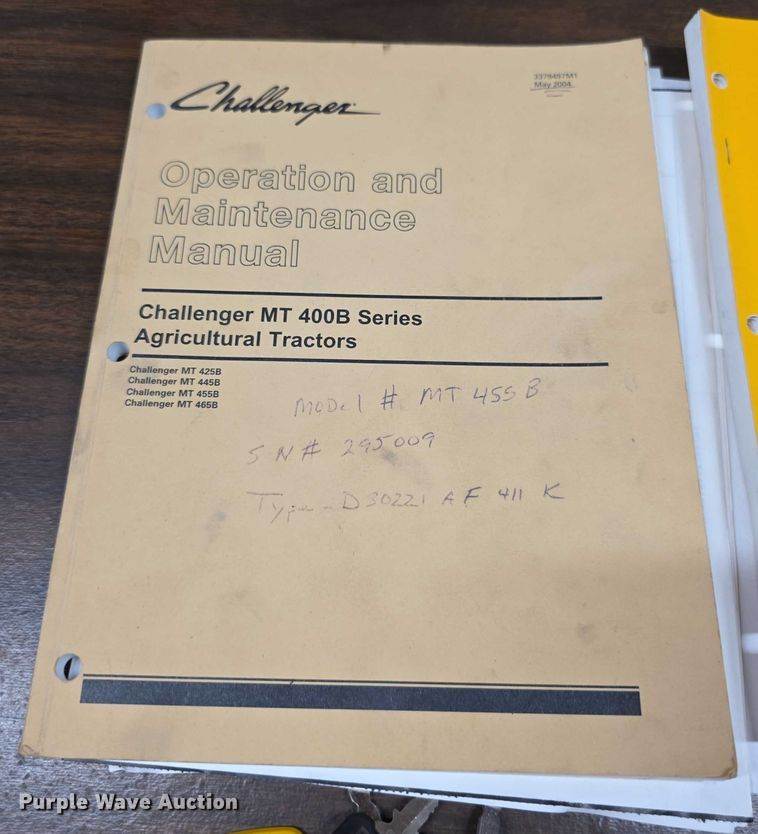 Challenger
3378497M1
May 2004
Operation and
Maintenance
Manual
Challenger MT 400B Series
Agricultural Tractors
Challenger MT 425B
Challenger MT 445B
Challenger MT 455B
Challenger MT 465B
Model # MT 455 B
SN# 295009
Type - D30221 AF 411 K
Purple Wave Auction